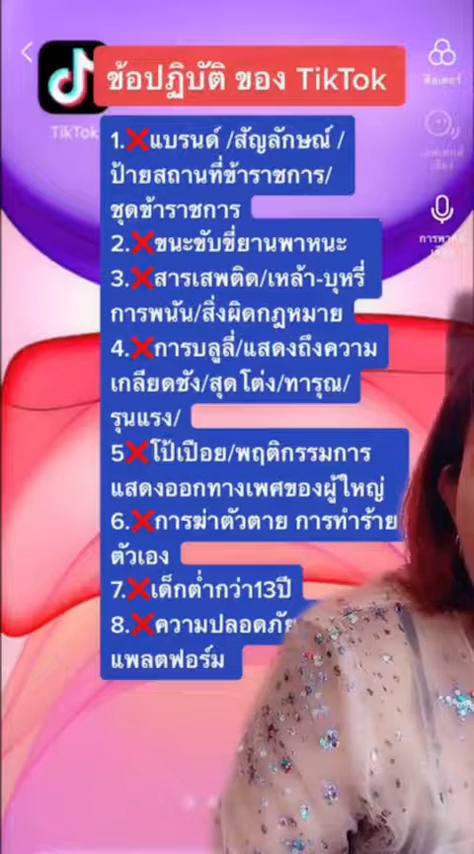 ข้อปฏิบัติ ของ TikTok
TikTok
1.❌แบรนด์ /สัญลักษณ์ /
ป้ายสถานที่ข้าราชการ/
ชุดข้าราชการ
2.❌ขนะขับขี่ยานพาหนะ
3.❌สารเสพติด/เหล้า-บุหรี่
การพนัน/สิ่งผิดกฎหมาย
4.❌การบลูลี่/แสดงถึงความ
เกลียดชัง/สุดโต่ง/ทารุณ/
รุนแรง/
5❌โป้เปือย/พฤติกรรมการ
แสดงออกทางเพศของผู้ใหญ่
6.❌การฆ่าตัวตาย การทำร้าย
ตัวเอง
7.❌เด็กต่ำกว่า13ปี
8.❌ความปลอดภัย
แพลตฟอร์ม
ฟิลเตอร์